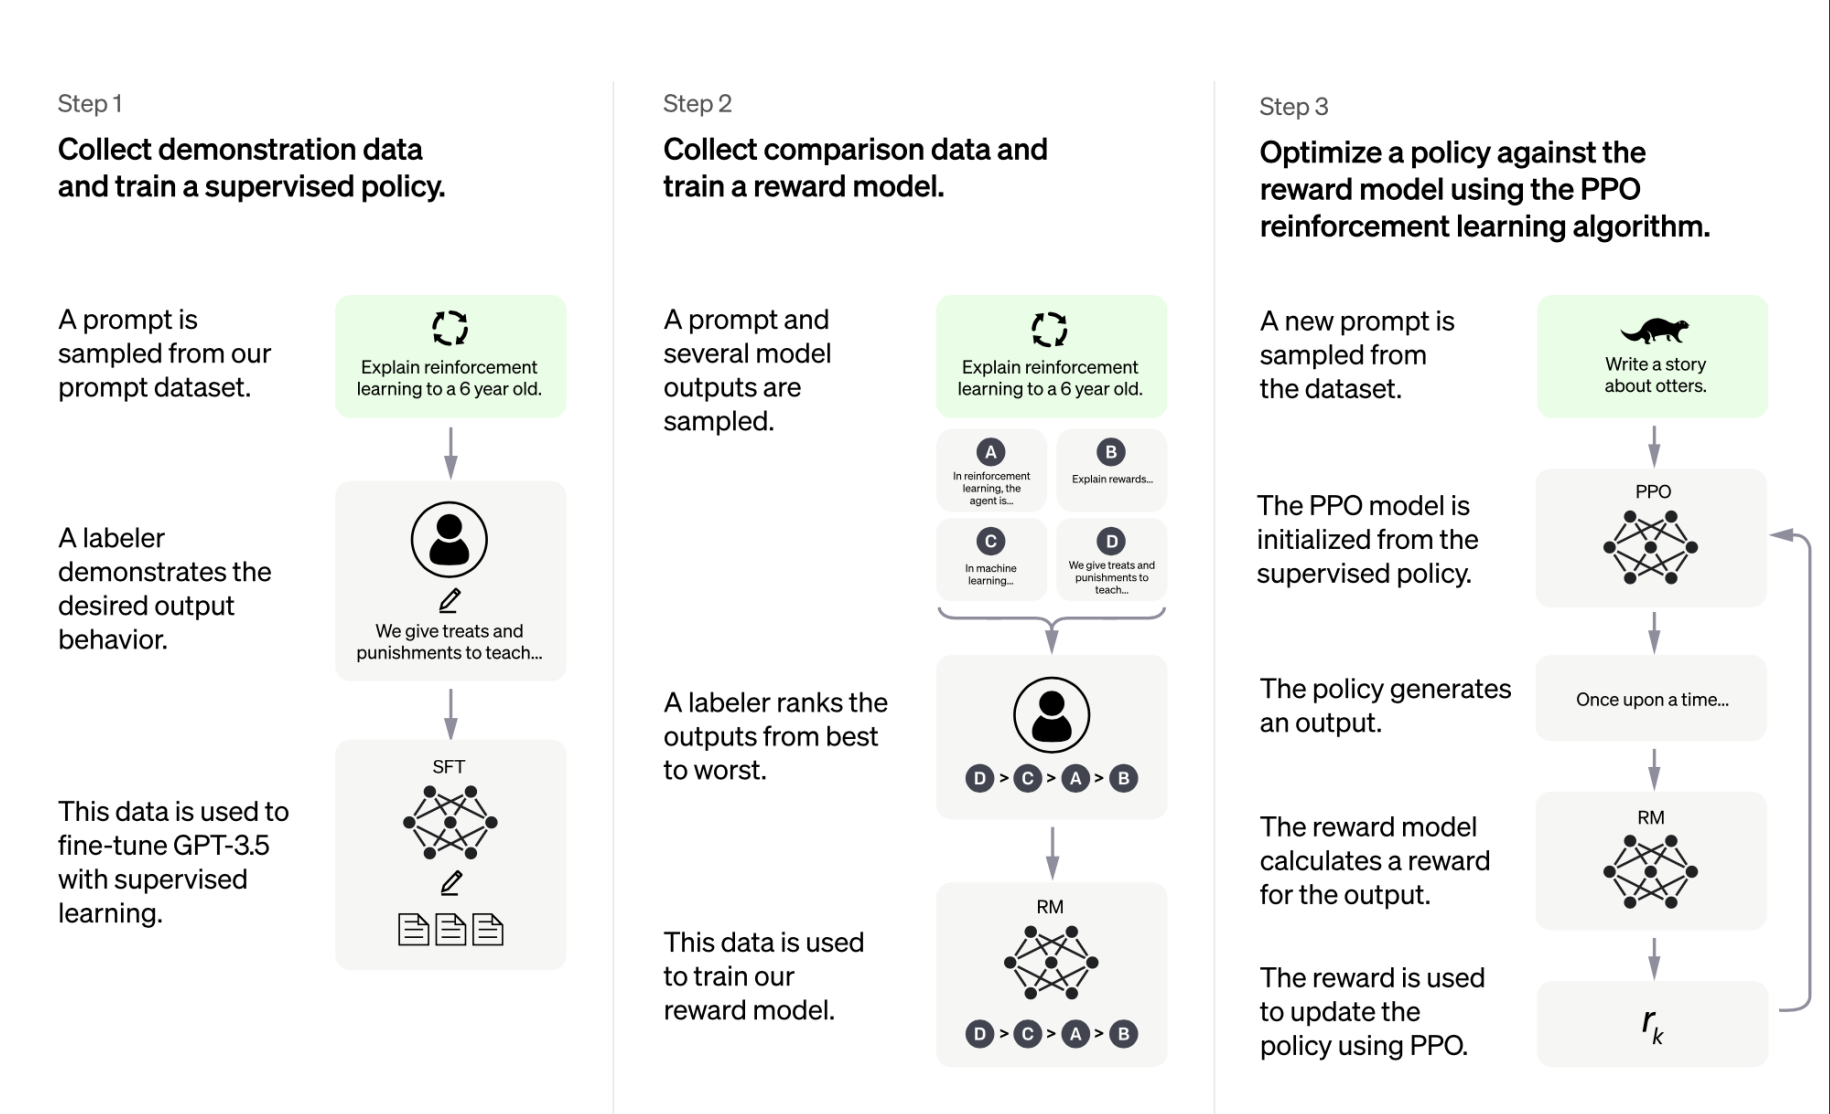 Step 1
Collect demonstration data
and train a supervised policy.
A prompt is
sampled from our
prompt dataset.
Explain reinforcement
learning to a 6 year old.
A labeler
demonstrates the
desired output
behavior.
We give treats and
punishments to teach...
This data is used to
fine-tune GPT-3.5
with supervised
learning.
SFT
Step 2
Collect comparison data and
train a reward model.
A prompt and
several model
outputs are
sampled.
Explain reinforcement
learning to a 6 year old.
A
In reinforcement
learning, the
agent is...
B
Explain rewards...
C
In machine
learning...
D
We give treats and
punishments to
teach...
A labeler ranks the
outputs from best
to worst.
D > C > A > B
This data is used
to train our
reward model.
RM
D > C > A > B
Step 3
Optimize a policy against the
reward model using the PPO
reinforcement learning algorithm.
A new prompt is
sampled from
the dataset.
Write a story
about otters.
The PPO model is
initialized from the
supervised policy.
PPO
The policy generates
an output.
Once upon a time...
The reward model
calculates a reward
for the output.
RM
The reward is used
to update the
policy using PPO.
r_k